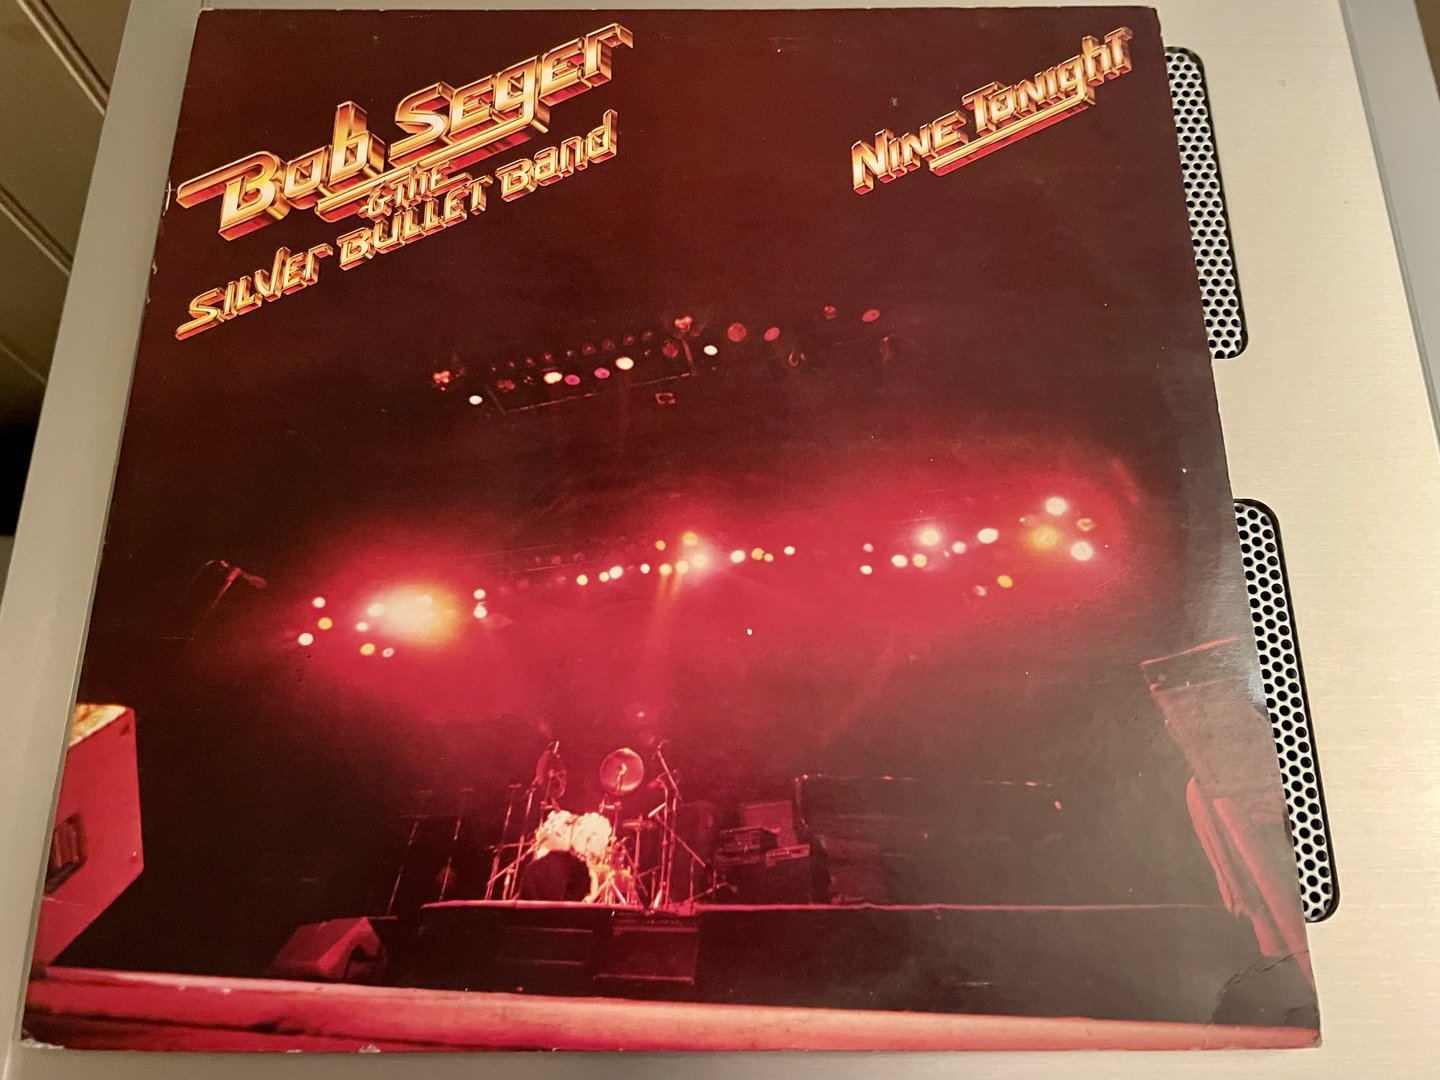 Bob Seger
& THE
SILVER BULLET Band
NINE Tonight